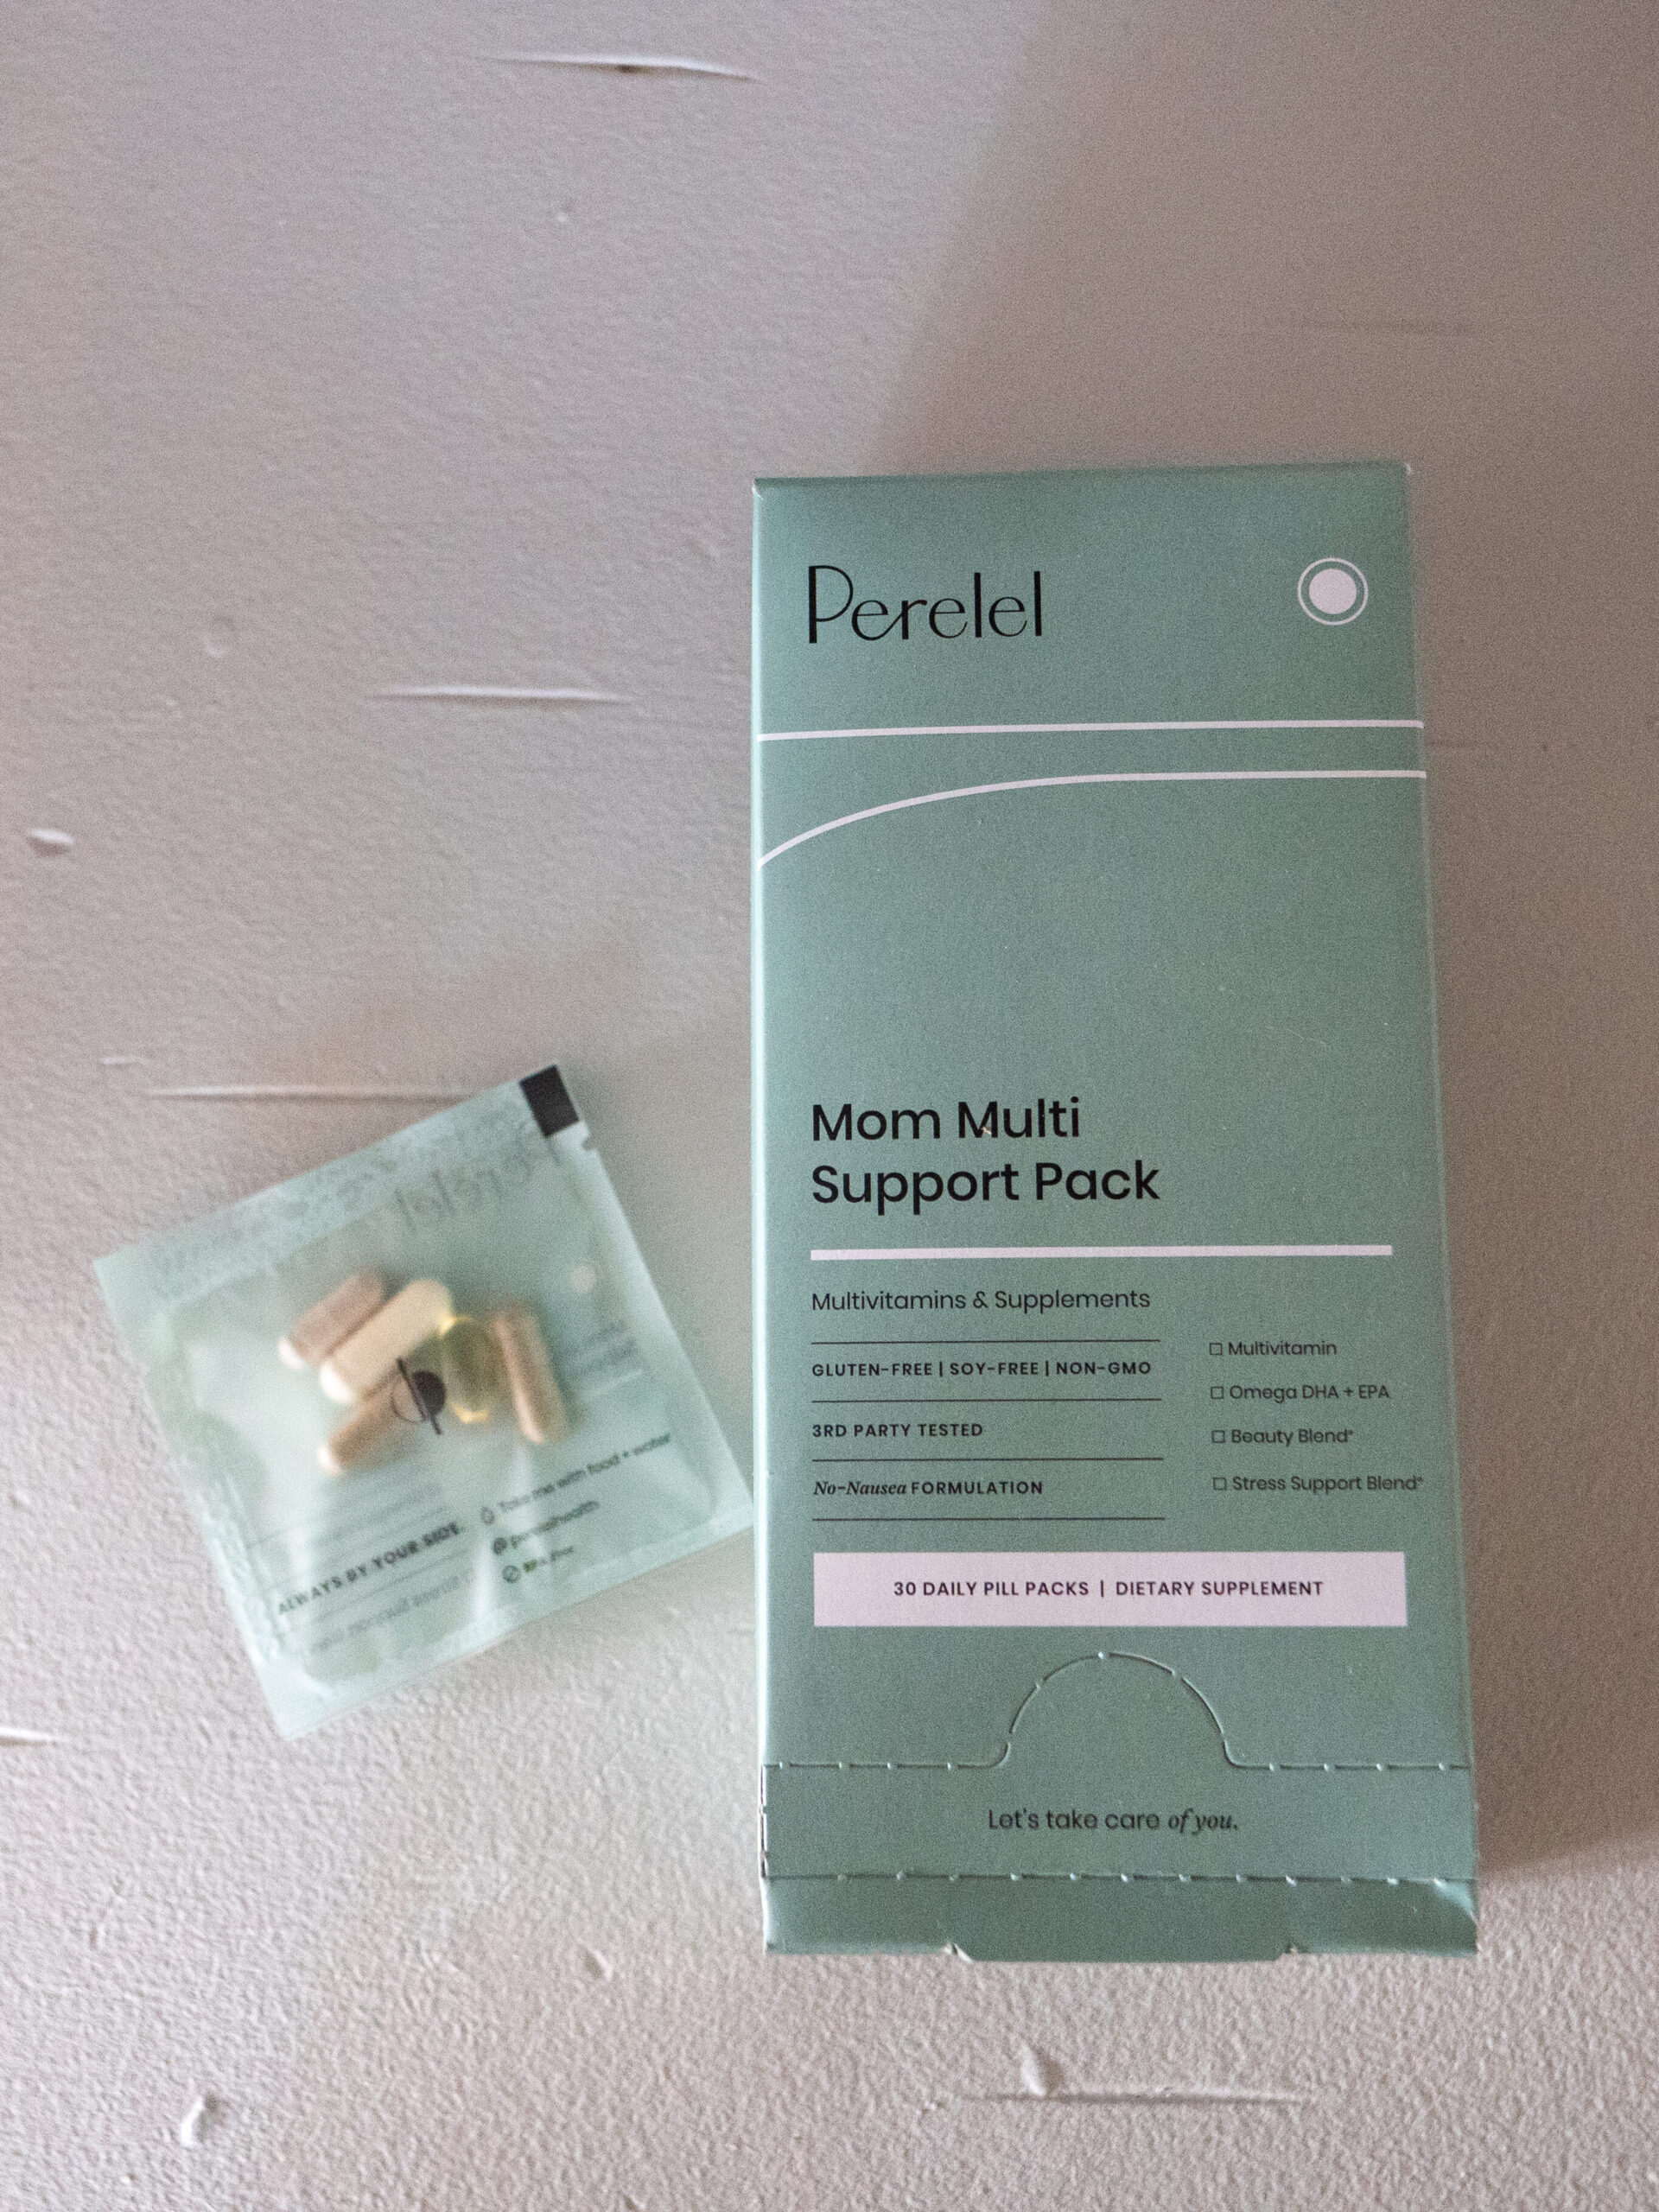 Perelel
Mom Multi
Support Pack
Multivitamins & Supplements
GLUTEN-FREE | SOY-FREE | NON-GMO
3RD PARTY TESTED
No-Nausea FORMULATION
☐ Multivitamin
☐ Omega DHA + EPA
☐ Beauty Blend*
☐ Stress Support Blend*
30 DAILY PILL PACKS | DIETARY SUPPLEMENT
Let's take care of you.
Perelel
ALWAYS BY YOUR SIDE.
Take me with food + water
@perelelhealth